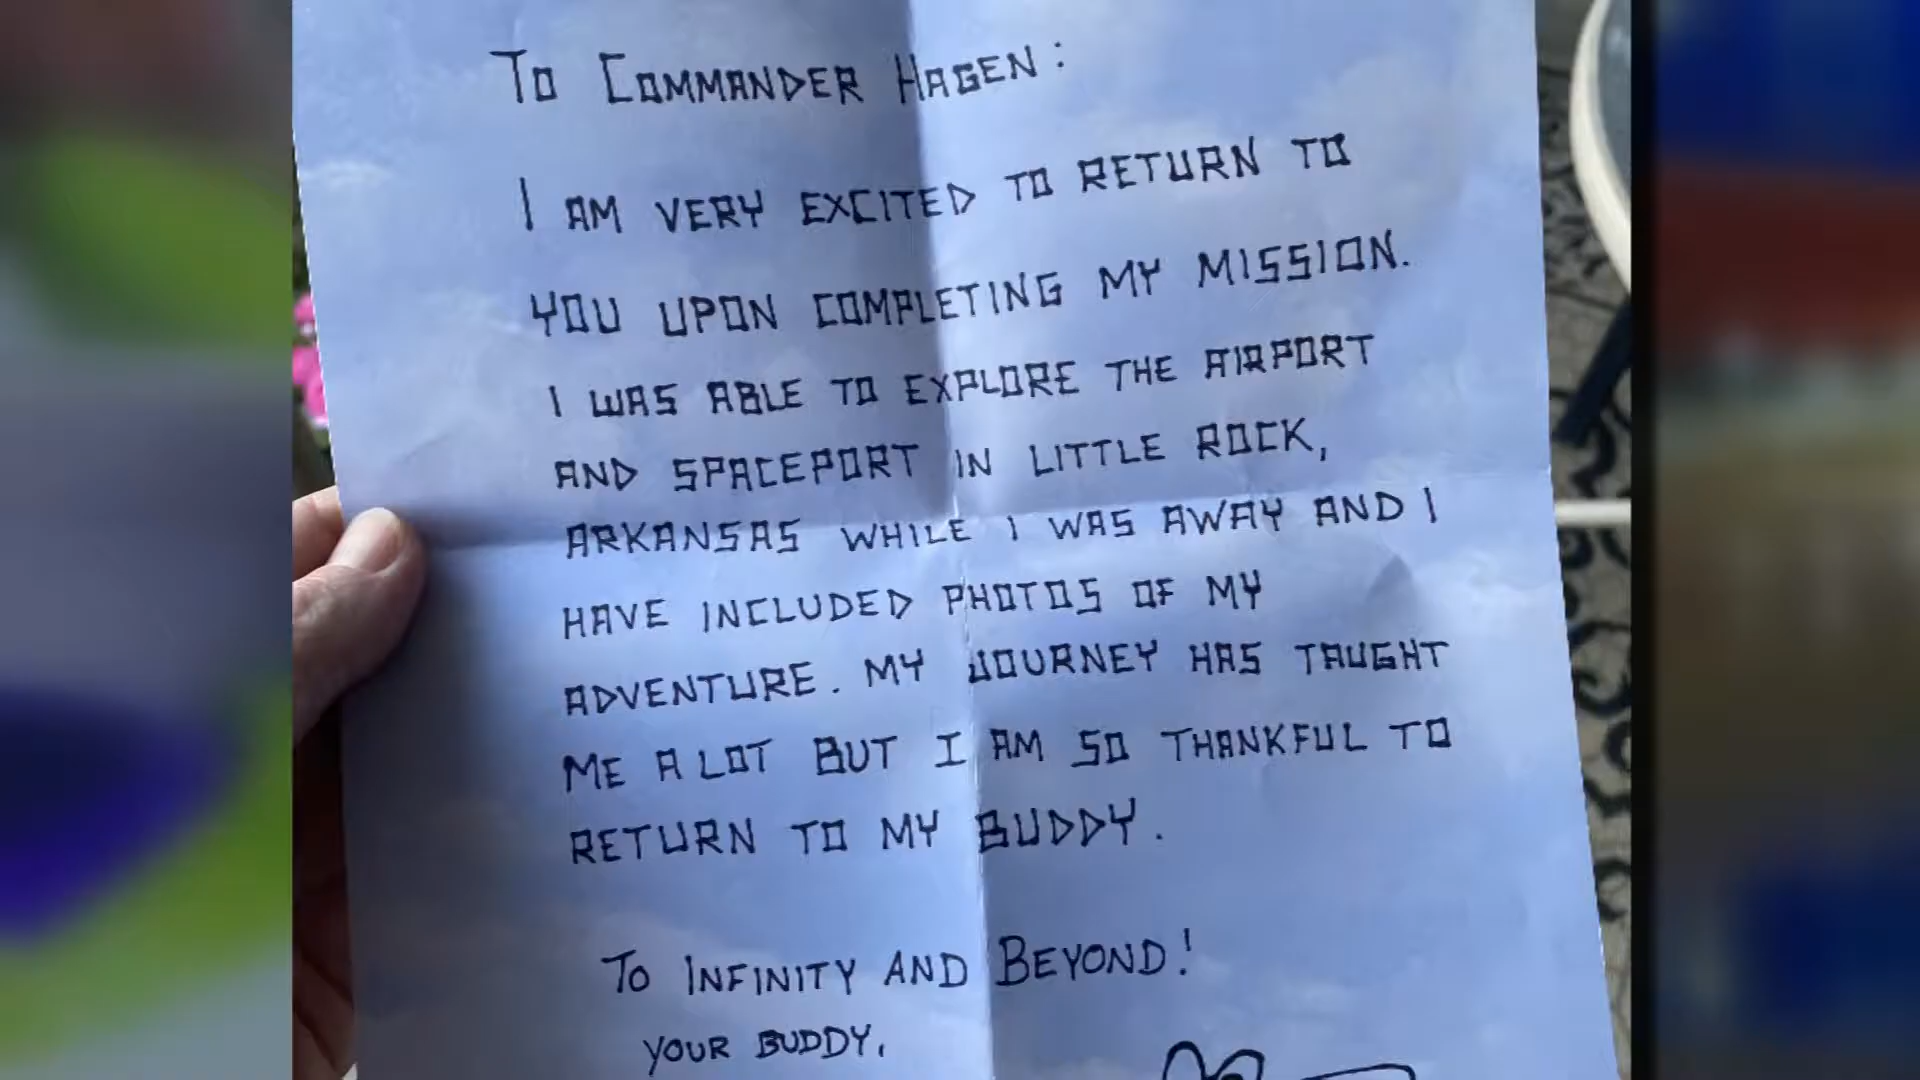 To Commander Hagen:
I AM VERY EXCITED TO RETURN TO
YOU UPON COMPLETING MY MISSION.
I WAS ABLE TO EXPLORE THE AIRPORT
AND SPACEPORT IN LITTLE ROCK,
ARKANSAS WHILE I WAS AWAY AND I
HAVE INCLUDED PHOTOS OF MY
ADVENTURE. MY JOURNEY HAS TAUGHT
ME A LOT BUT I AM SO THANKFUL TO
RETURN TO MY BUDDY.
To Infinity and Beyond!
YOUR BUDDY,